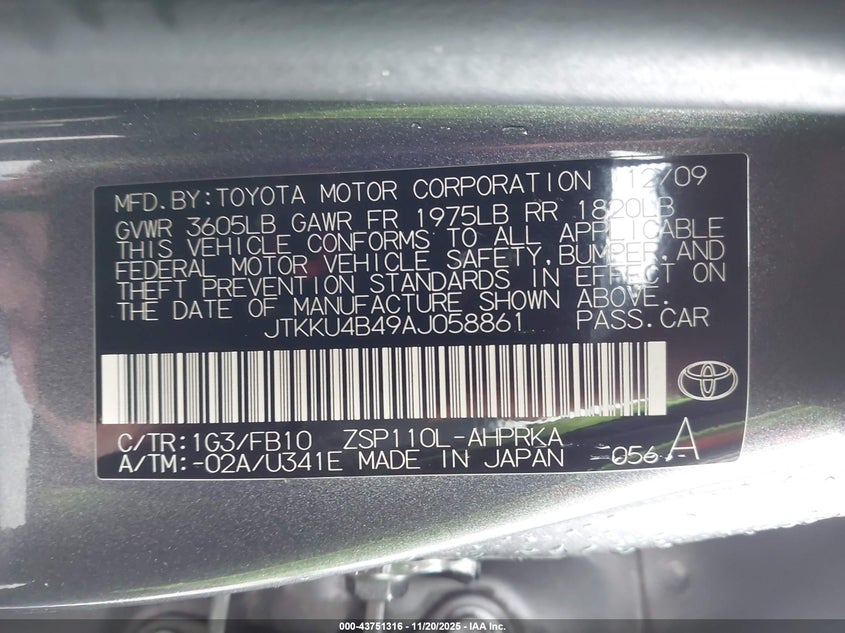 MFD.BY:TOYOTA MOTOR CORPORATION 12/09
GVWR 3605LB GAWR FR 1975LB RR 1820LB
THIS VEHICLE CONFORMS TO ALL APPLICABLE
FEDERAL MOTOR VEHICLE SAFETY,BUMPER,AND
THEFT PREVENTION STANDARDS IN EFFECT ON
THE DATE OF MANUFACTURE SHOWN ABOVE.
JTKKU4B49AJ058861 PASS.CAR
C/TR:1G3/FB10 ZSP110L-AHPRKA
A/TM:-02A/U341E MADE IN JAPAN -056- A
000-43751316 - 11/20/2025 - IAA Inc.